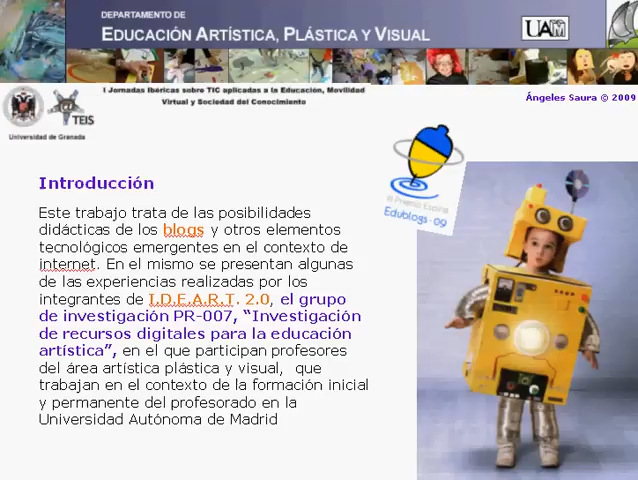 DEPARTAMENTO DE
EDUCACIÓN ARTÍSTICA, PLÁSTICA Y VISUAL
UAM
I Jornadas Ibéricas sobre TIC aplicadas a la Educación, Movilidad
Virtual y Sociedad del Conocimiento
Ángeles Saura © 2009
TEIS
Universidad de Granada
III Premio Espiral
Edublogs-09
Introducción
Este trabajo trata de las posibilidades
didácticas de los blogs y otros elementos
tecnológicos emergentes en el contexto de
internet. En el mismo se presentan algunas
de las experiencias realizadas por los
integrantes de I.D.E.A.R.T. 2.0, el grupo
de investigación PR-007, “Investigación
de recursos digitales para la educación
artística”, en el que participan profesores
del área artística plástica y visual, que
trabajan en el contexto de la formación inicial
y permanente del profesorado en la
Universidad Autónoma de Madrid